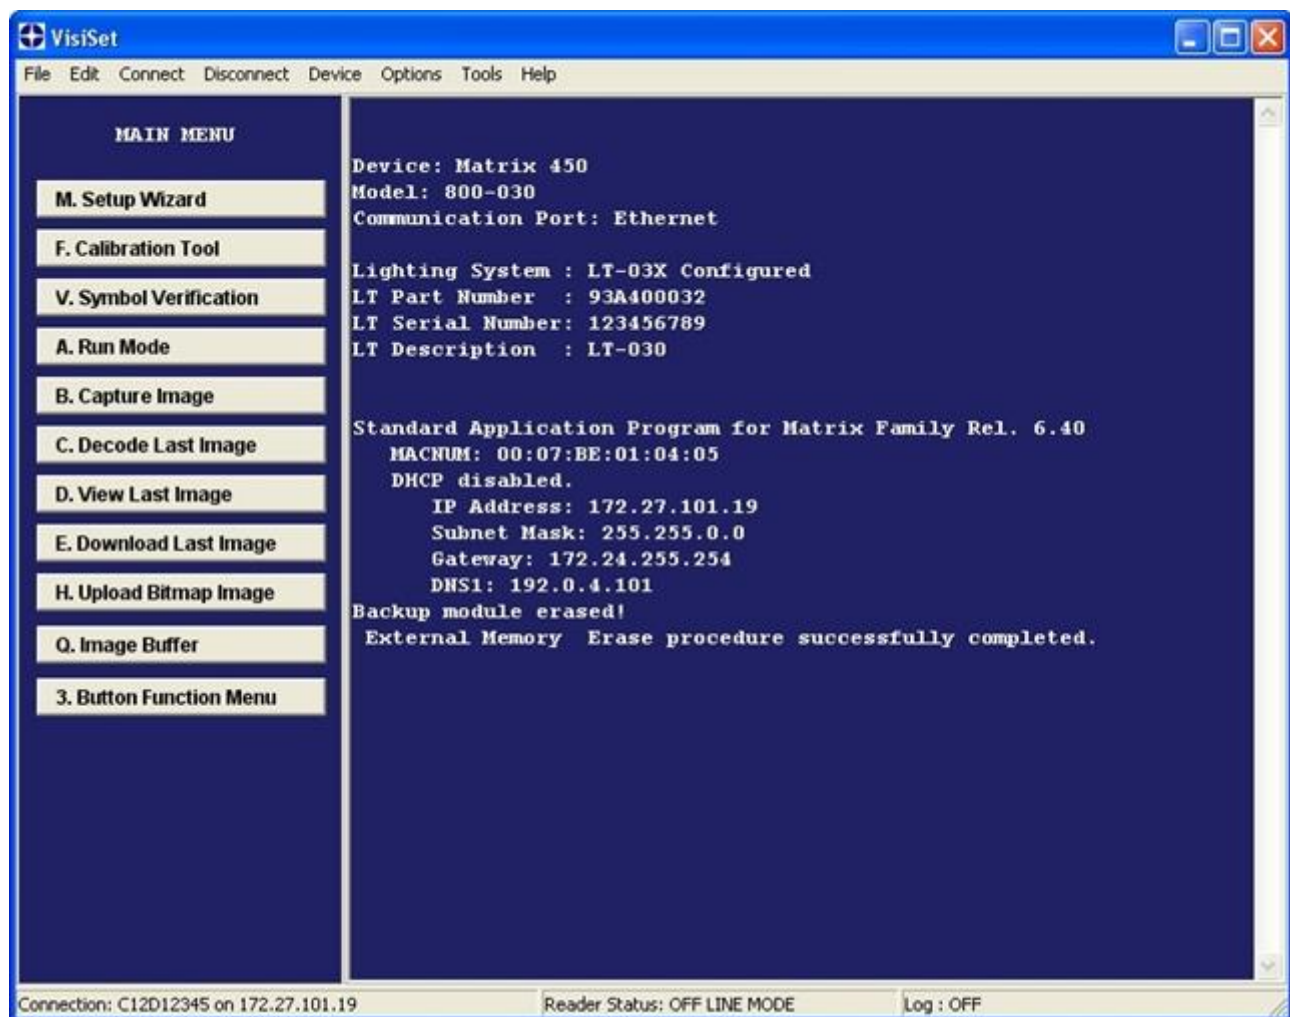 VisiSet
File Edit Connect Disconnect Device Options Tools Help
MAIN MENU
M. Setup Wizard
F. Calibration Tool
V. Symbol Verification
A. Run Mode
B. Capture Image
C. Decode Last Image
D. View Last Image
E. Download Last Image
H. Upload Bitmap Image
Q. Image Buffer
3. Button Function Menu
Device: Matrix 450
Model: 800-030
Communication Port: Ethernet
Lighting System : LT-03X Configured
LT Part Number : 93A400032
LT Serial Number: 123456789
LT Description : LT-030
Standard Application Program for Matrix Family Rel. 6.40
MACNUM: 00:07:BE:01:04:05
DHCP disabled.
IP Address: 172.27.101.19
Subnet Mask: 255.255.0.0
Gateway: 172.24.255.254
DNS1: 192.0.4.101
Backup module erased!
External Memory Erase procedure successfully completed.
Connection: C12D12345 on 172.27.101.19 Reader Status: OFF LINE MODE Log : OFF